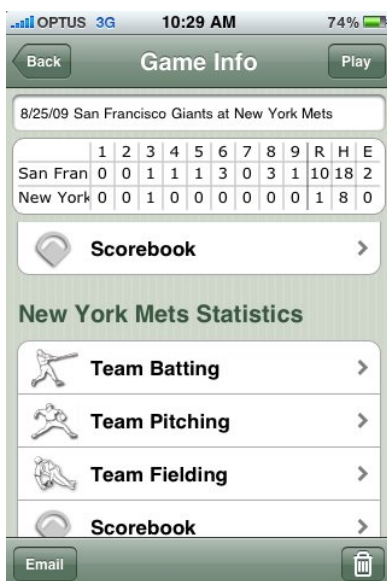 OPTUS 3G 10:29 AM 74%
Back Game Info Play
8/25/09 San Francisco Giants at New York Mets
1 2 3 4 5 6 7 8 9 R H E
San Fran 0 0 1 1 1 3 0 3 1 10 18 2
New York 0 0 1 0 0 0 0 0 0 1 8 0
Scorebook
New York Mets Statistics
Team Batting
Team Pitching
Team Fielding
Scorebook
Email